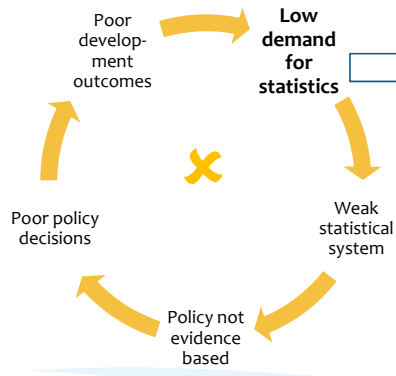 Low
demand
for
statistics
Weak
statistical
system
Policy not
evidence
based
Poor policy
decisions
Poor
develop-
ment
outcomes